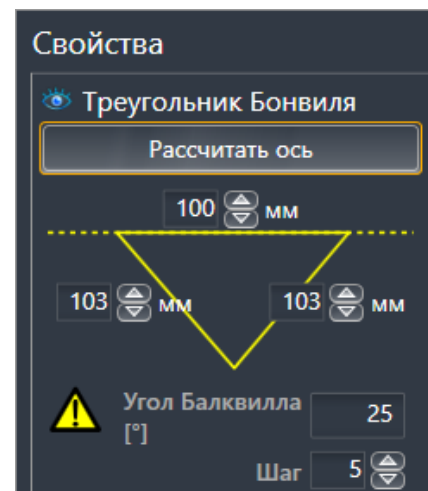 Свойства
Треугольник Бонвиля
Рассчитать ось
100 мм
103 мм 103 мм
Угол Балквилла 25
[°]
Шаг 5